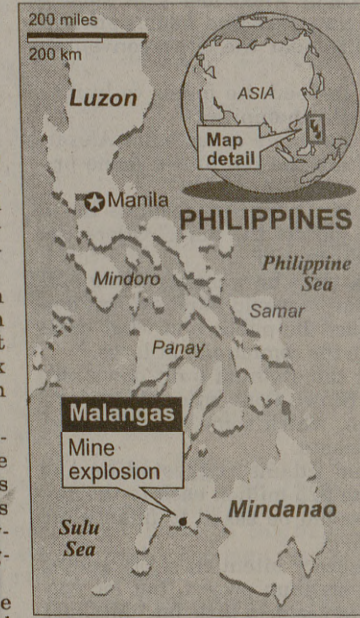 200 miles
200 km
Luzon
ASIA
Map
detail
Manila
PHILIPPINES
Philippine
Sea
Mindoro
Samar
Panay
Malangas
Mine
explosion
Mindanao
Sulu
Sea